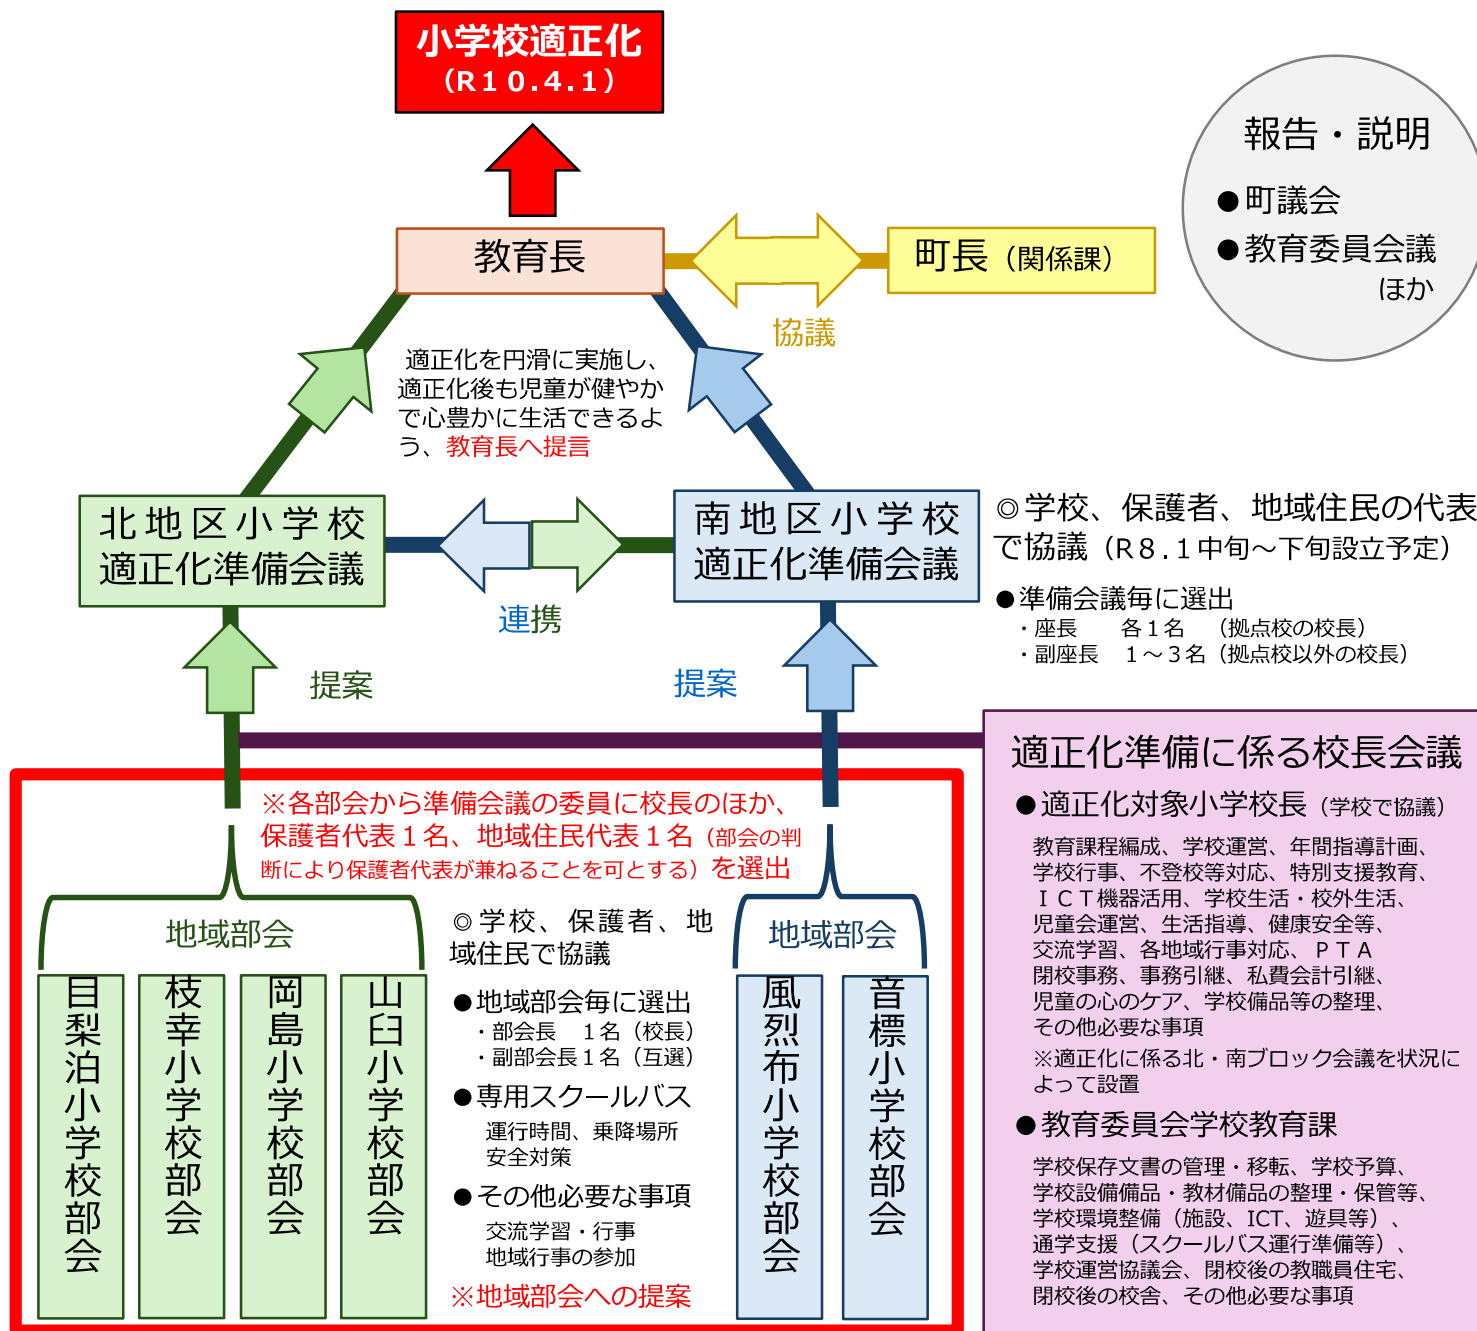 小学校適正化
（R１０.４.１）
報告・説明
●町議会
●教育委員会議
ほか
教育長
町長（関係課）
協議
適正化を円滑に実施し、
適正化後も児童が健やか
で心豊かに生活できるよ
う、教育長へ提言
北地区小学校
適正化準備会議
南地区小学校
適正化準備会議
連携
◎学校、保護者、地域住民の代表
で協議（R８.１中旬～下旬設立予定）
●準備会議毎に選出
・座長　各１名　（拠点校の校長）
・副座長　１～３名（拠点校以外の校長）
提案
提案
※各部会から準備会議の委員に校長のほか、
保護者代表１名、地域住民代表１名（部会の判
断により保護者代表が兼ねることを可とする）を選出
地域部会
目梨泊小学校部会
枝幸小学校部会
岡島小学校部会
山臼小学校部会
◎学校、保護者、地
域住民で協議
●地域部会毎に選出
・部会長　１名（校長）
・副部会長１名（互選）
●専用スクールバス
運行時間、乗降場所
安全対策
●その他必要な事項
交流学習・行事
地域行事の参加
※地域部会への提案
地域部会
風烈布小学校部会
音標小学校部会
適正化準備に係る校長会議
●適正化対象小学校長（学校で協議）
教育課程編成、学校運営、年間指導計画、
学校行事、不登校等対応、特別支援教育、
ＩＣＴ機器活用、学校生活・校外生活、
児童会運営、生活指導、健康安全等、
交流学習、各地域行事対応、ＰＴＡ
閉校事務、事務引継、私費会計引継、
児童の心のケア、学校備品等の整理、
その他必要な事項
※適正化に係る北・南ブロック会議を状況に
よって設置
●教育委員会学校教育課
学校保存文書の管理・移転、学校予算、
学校設備備品・教材備品の整理・保管等、
学校環境整備（施設、ICT、遊具等）、
通学支援（スクールバス運行準備等）、
学校運営協議会、閉校後の教職員住宅、
閉校後の校舎、その他必要な事項